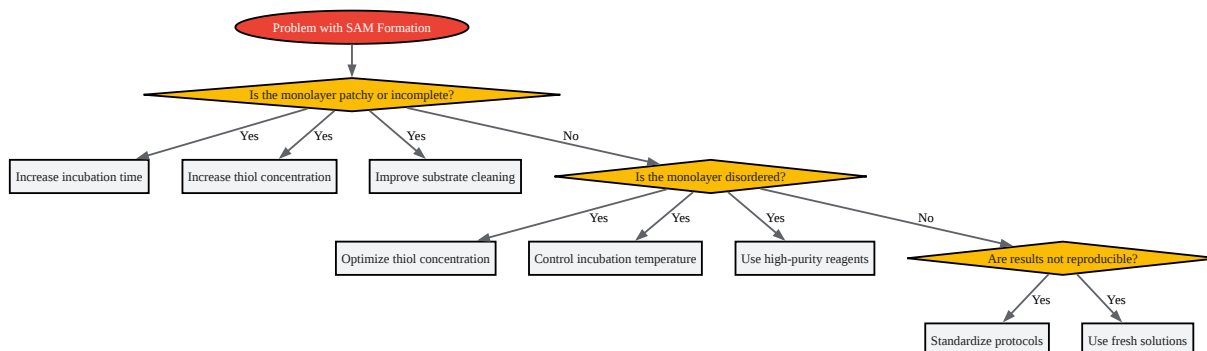 Problem with SAM Formation
Is the monolayer patchy or incomplete?
Yes
Yes
Yes
No
Increase incubation time
Increase thiol concentration
Improve substrate cleaning
Is the monolayer disordered?
Yes
Yes
Yes
No
Optimize thiol concentration
Control incubation temperature
Use high-purity reagents
Are results not reproducible?
Yes
Yes
Standardize protocols
Use fresh solutions